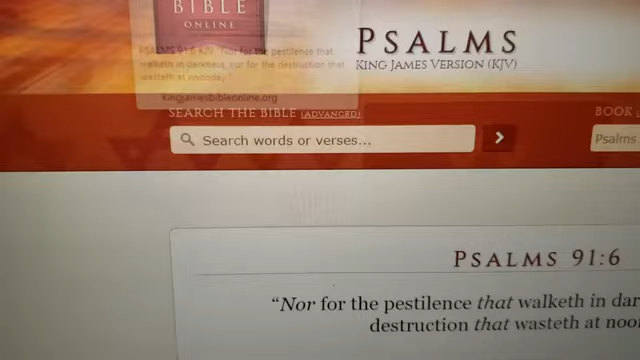 BIBLE
ONLINE
PSALMS
KING JAMES VERSION (KJV)
PSALMS 91:6 KJV "Nor for the pestilence that
walketh in darkness, nor for the destruction that
wasteth at noonday."
kingjamesbibleonline.org
SEARCH THE BIBLE (ADVANCED)
BOOK
Search words or verses...
Psalms
PSALMS 91:6
“Nor for the pestilence that walketh in dar
destruction that wasteth at noo